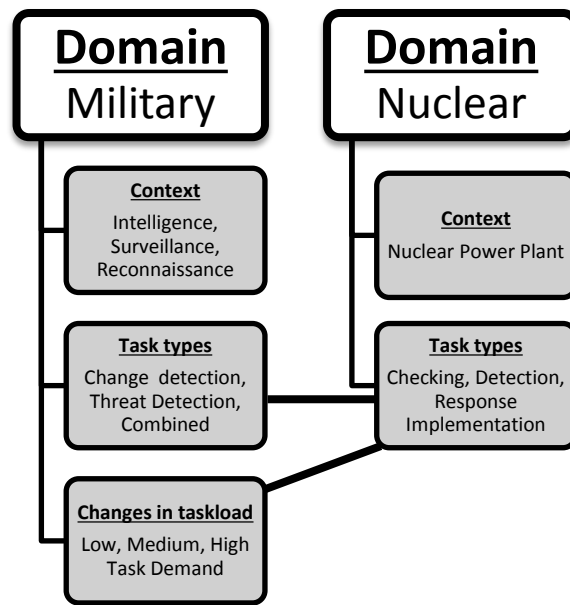 Domain
Military
Context
Intelligence,
Surveillance,
Reconnaissance
Task types
Change detection,
Threat Detection,
Combined
Changes in taskload
Low, Medium, High
Task Demand
Domain
Nuclear
Context
Nuclear Power Plant
Task types
Checking, Detection,
Response
Implementation